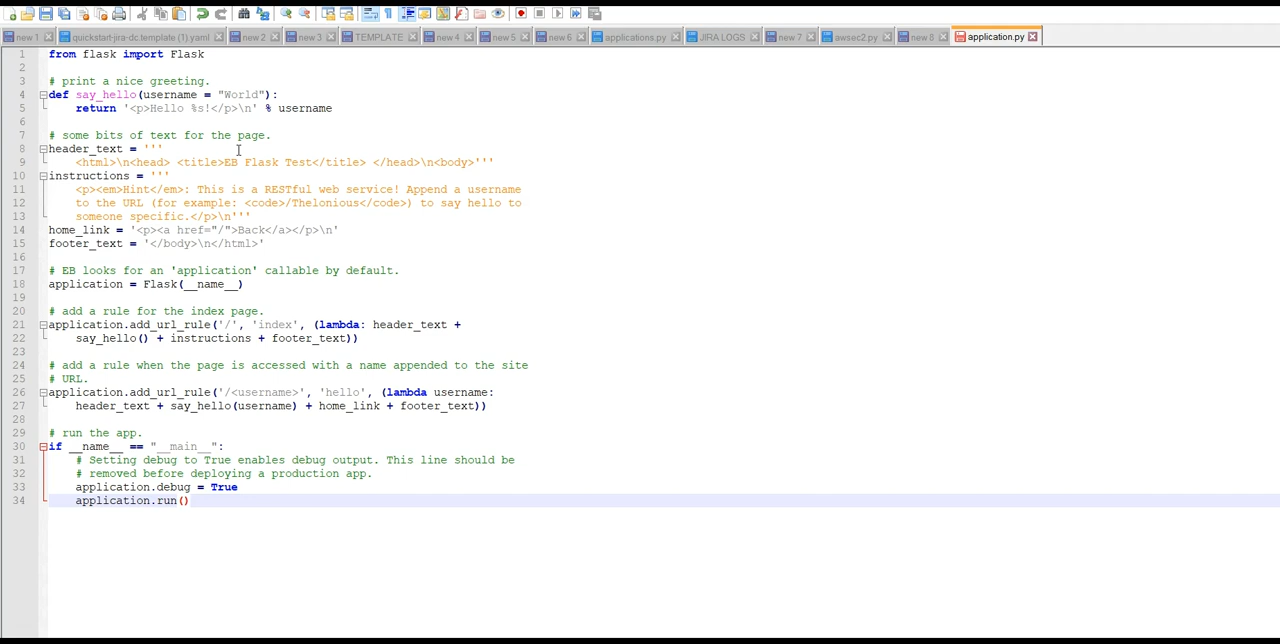 new 1 quickstart-jira-dc.template (1).yaml new 2 new 3 TEMPLATE new 4 new 5 new 6 applications.py JIRA LOGS new 7 awsec2.py new 8 application.py
1 from flask import Flask
2
3 # print a nice greeting.
4 def say_hello(username = "World"):
5     return '<p>Hello %s!</p>\n' % username
6
7 # some bits of text for the page.
8 header_text = '''
9     <html>\n<head> <title>EB Flask Test</title> </head>\n<body>'''
10 instructions = '''
11     <p><em>Hint</em>: This is a RESTful web service! Append a username
12     to the URL (for example: <code>/Thelonious</code>) to say hello to
13     someone specific.</p>\n'''
14 home_link = '<p><a href="/">Back</a></p>\n'
15 footer_text = '</body>\n</html>'
16
17 # EB looks for an 'application' callable by default.
18 application = Flask(__name__)
19
20 # add a rule for the index page.
21 application.add_url_rule('/', 'index', (lambda: header_text +
22     say_hello() + instructions + footer_text))
23
24 # add a rule when the page is accessed with a name appended to the site
25 # URL.
26 application.add_url_rule('/<username>', 'hello', (lambda username:
27     header_text + say_hello(username) + home_link + footer_text))
28
29 # run the app.
30 if __name__ == "__main__":
31     # Setting debug to True enables debug output. This line should be
32     # removed before deploying a production app.
33     application.debug = True
34     application.run()